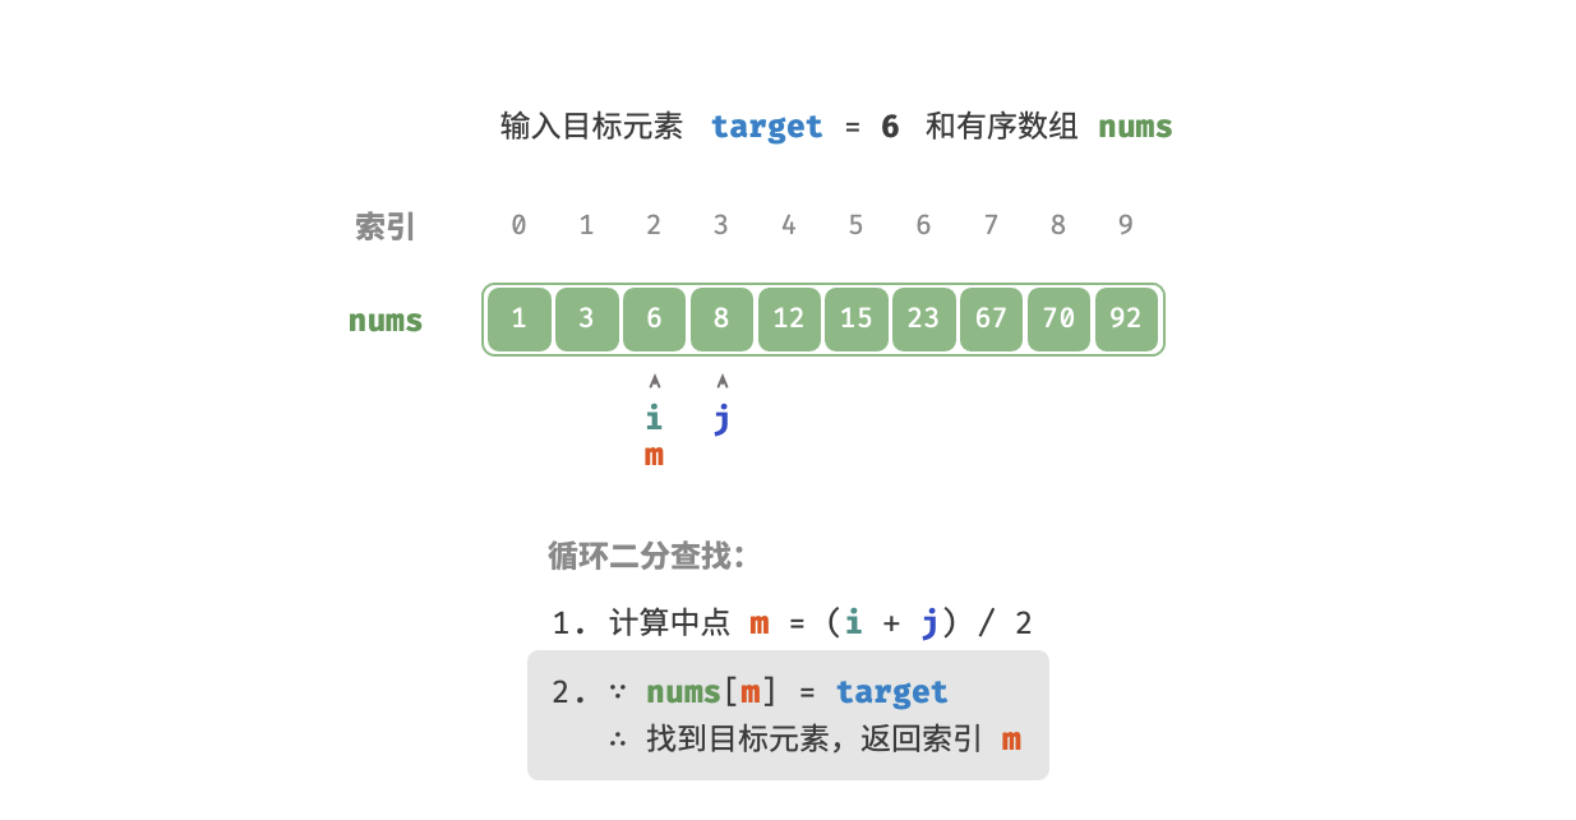 输入目标元素 target = 6 和有序数组 nums
索引 0 1 2 3 4 5 6 7 8 9
nums 1 3 6 8 12 15 23 67 70 92
i j
m
循环二分查找:
1. 计算中点 m = (i + j) / 2
2. ∵ nums[m] = target
∴ 找到目标元素，返回索引 m